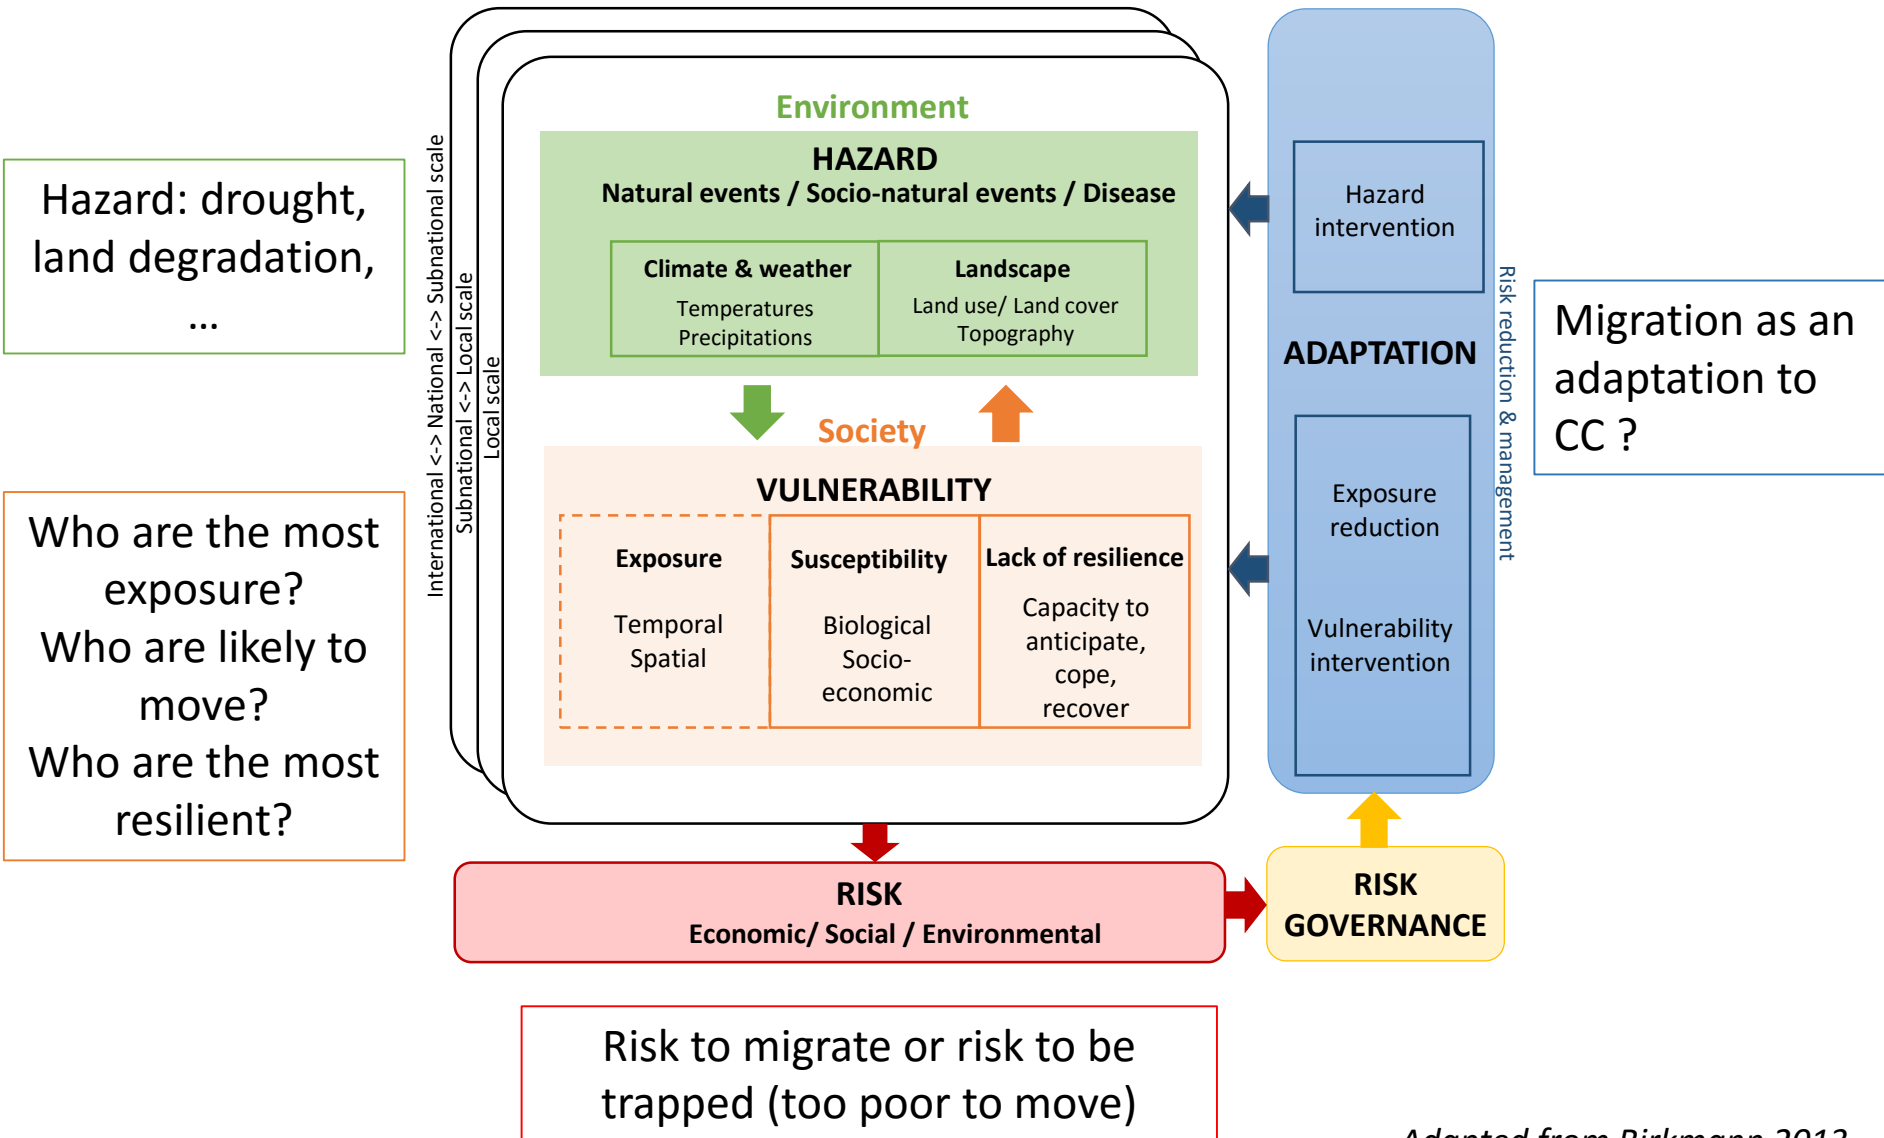 Environment
HAZARD
Natural events / Socio-natural events / Disease
Climate & weather
Temperatures
Precipitations
Landscape
Land use/ Land cover
Topography
Society
VULNERABILITY
Exposure
Temporal
Spatial
Susceptibility
Biological
Socio-
economic
Lack of resilience
Capacity to
anticipate,
cope,
recover
International <-> National <-> Subnational scale
Subnational <-> Local scale
Local scale
Hazard: drought,
land degradation,
...
Who are the most
exposure?
Who are likely to
move?
Who are the most
resilient?
Hazard
intervention
ADAPTATION
Exposure
reduction
Vulnerability
intervention
Risk reduction & management
Migration as an
adaptation to
CC ?
RISK
Economic/ Social / Environmental
RISK
GOVERNANCE
Risk to migrate or risk to be
trapped (too poor to move)
Adapted from Birkmann 2013